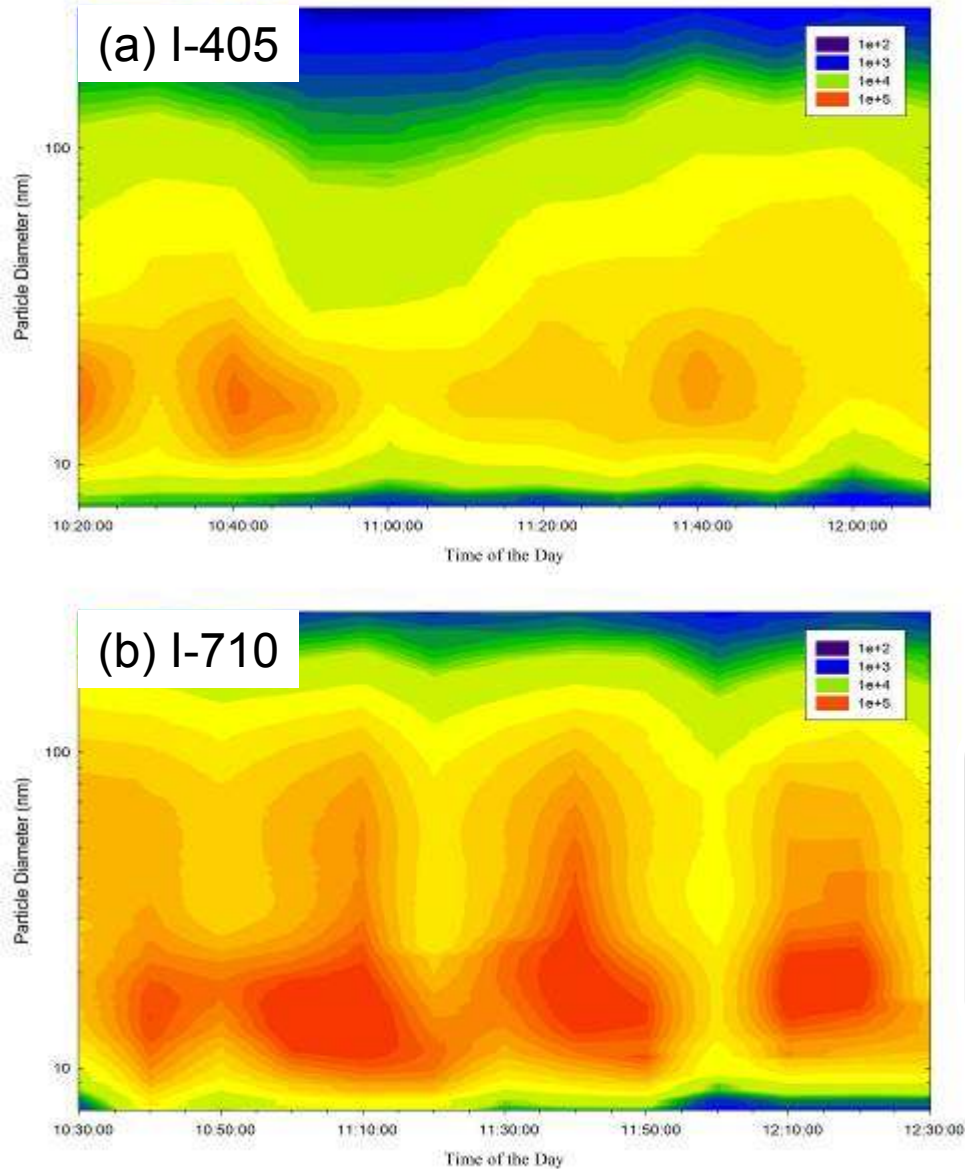 (a) I-405
1e+2
1e+3
1e+4
1e+5
100
10
Particle Diameter (nm)
10:20:00 10:40:00 11:00:00 11:20:00 11:40:00 12:00:00
Time of the Day
(b) I-710
1e+2
1e+3
1e+4
1e+5
100
10
Particle Diameter (nm)
10:30:00 10:50:00 11:10:00 11:30:00 11:50:00 12:10:00 12:30:00
Time of the Day